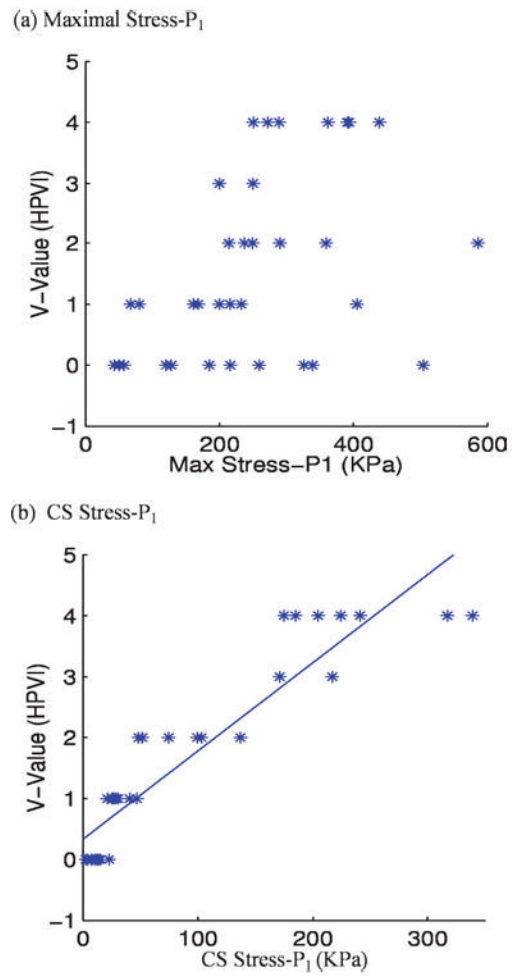 (a) Maximal Stress-P1
5
4
3
2
1
0
−1
V−Value (HPVI)
0 200 400 600
Max Stress−P1 (KPa)
(b) CS Stress-P1
5
4
3
2
1
0
−1
V−Value (HPVI)
0 100 200 300
CS Stress-P1 (KPa)